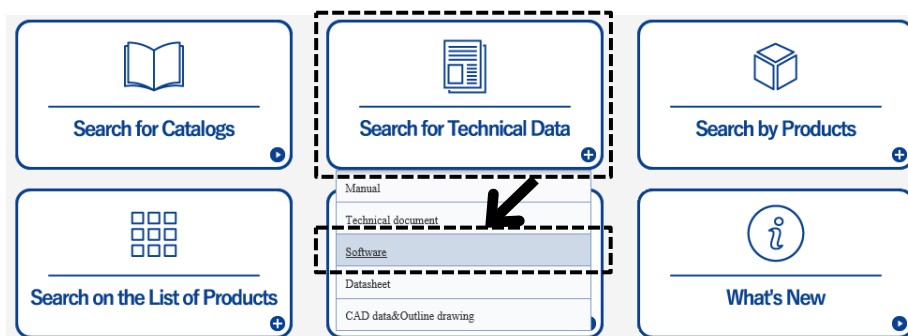 Search for Catalogs
Search for Technical Data
Search by Products
Manual
Technical document
Software
Datasheet
CAD data&Outline drawing
Search on the List of Products
What's New